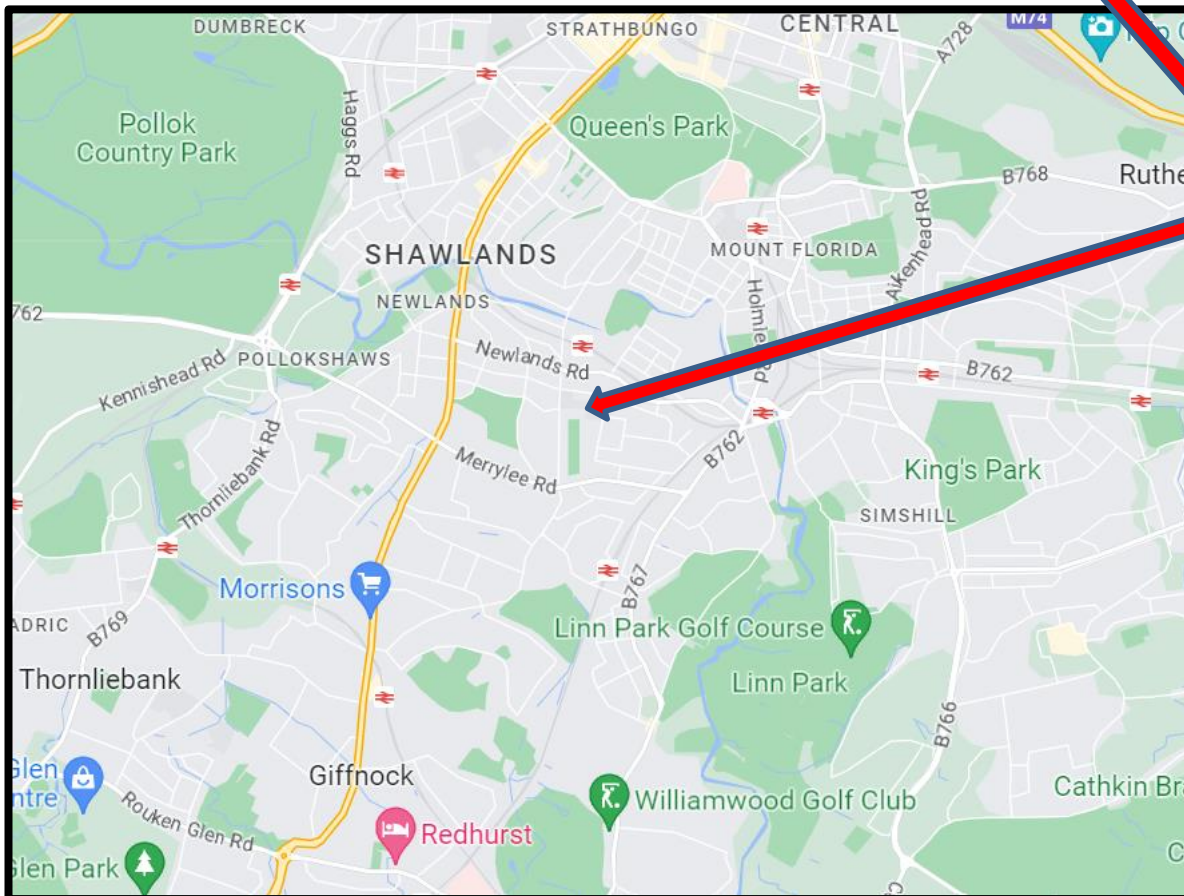 DUMBRECK
STRATHBUNGO
CENTRAL
M74
A728
Pollok
Country Park
Haggs Rd
Queen's Park
B768
Ruthe
SHAWLANDS
MOUNT FLORIDA
Aikenhead Rd
NEWLANDS
762
Newlands Rd
POLLOKSHAWS
Kennishead Rd
B762
Merrylee Rd
B762
King's Park
Thornliebank Rd
SIMSHILL
Morrisons
B767
ADRIC
B769
Linn Park Golf Course
Thornliebank
Linn Park
B766
Glen
ntre
Giffnock
Williamwood Golf Club
Cathkin Bra
Rouken Glen Rd
Redhurst
Glen Park